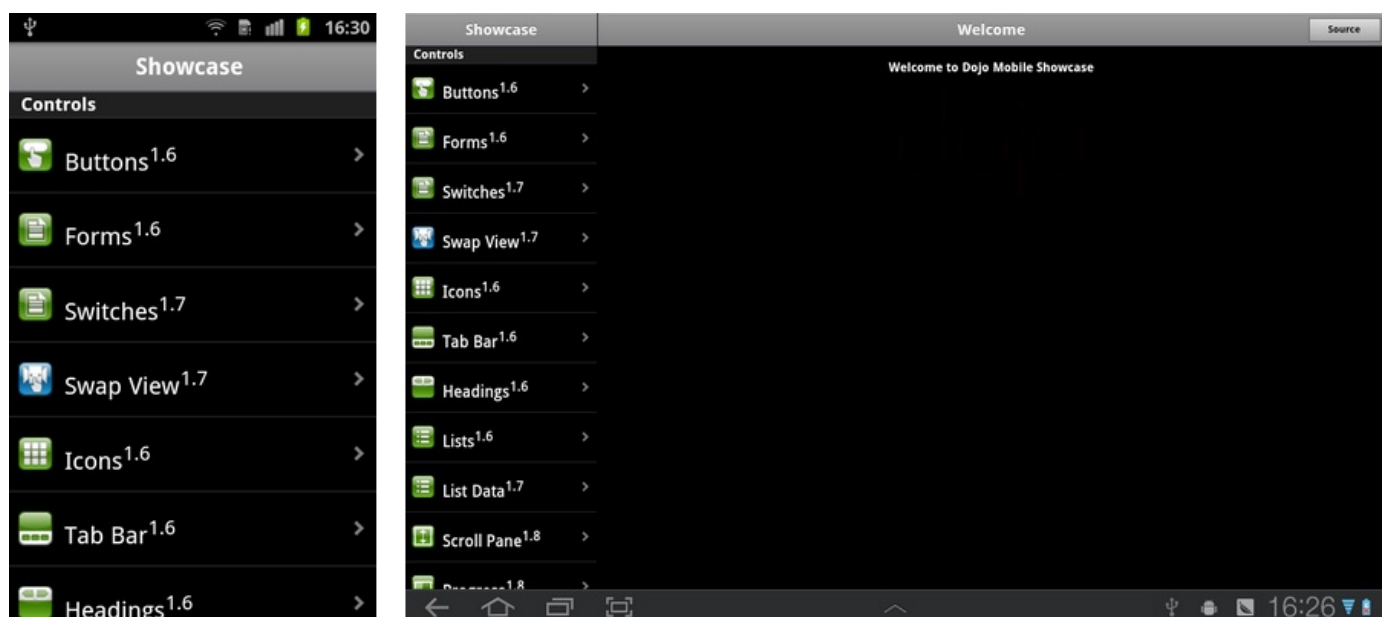 16:30
Showcase
Controls
Buttons1.6
Forms1.6
Switches1.7
Swap View1.7
Icons1.6
Tab Bar1.6
Headings1.6
Showcase
Welcome
Source
Controls
Welcome to Dojo Mobile Showcase
Buttons1.6
Forms1.6
Switches1.7
Swap View1.7
Icons1.6
Tab Bar1.6
Headings1.6
Lists1.6
List Data1.7
Scroll Pane1.8
Progress1.8
16:26